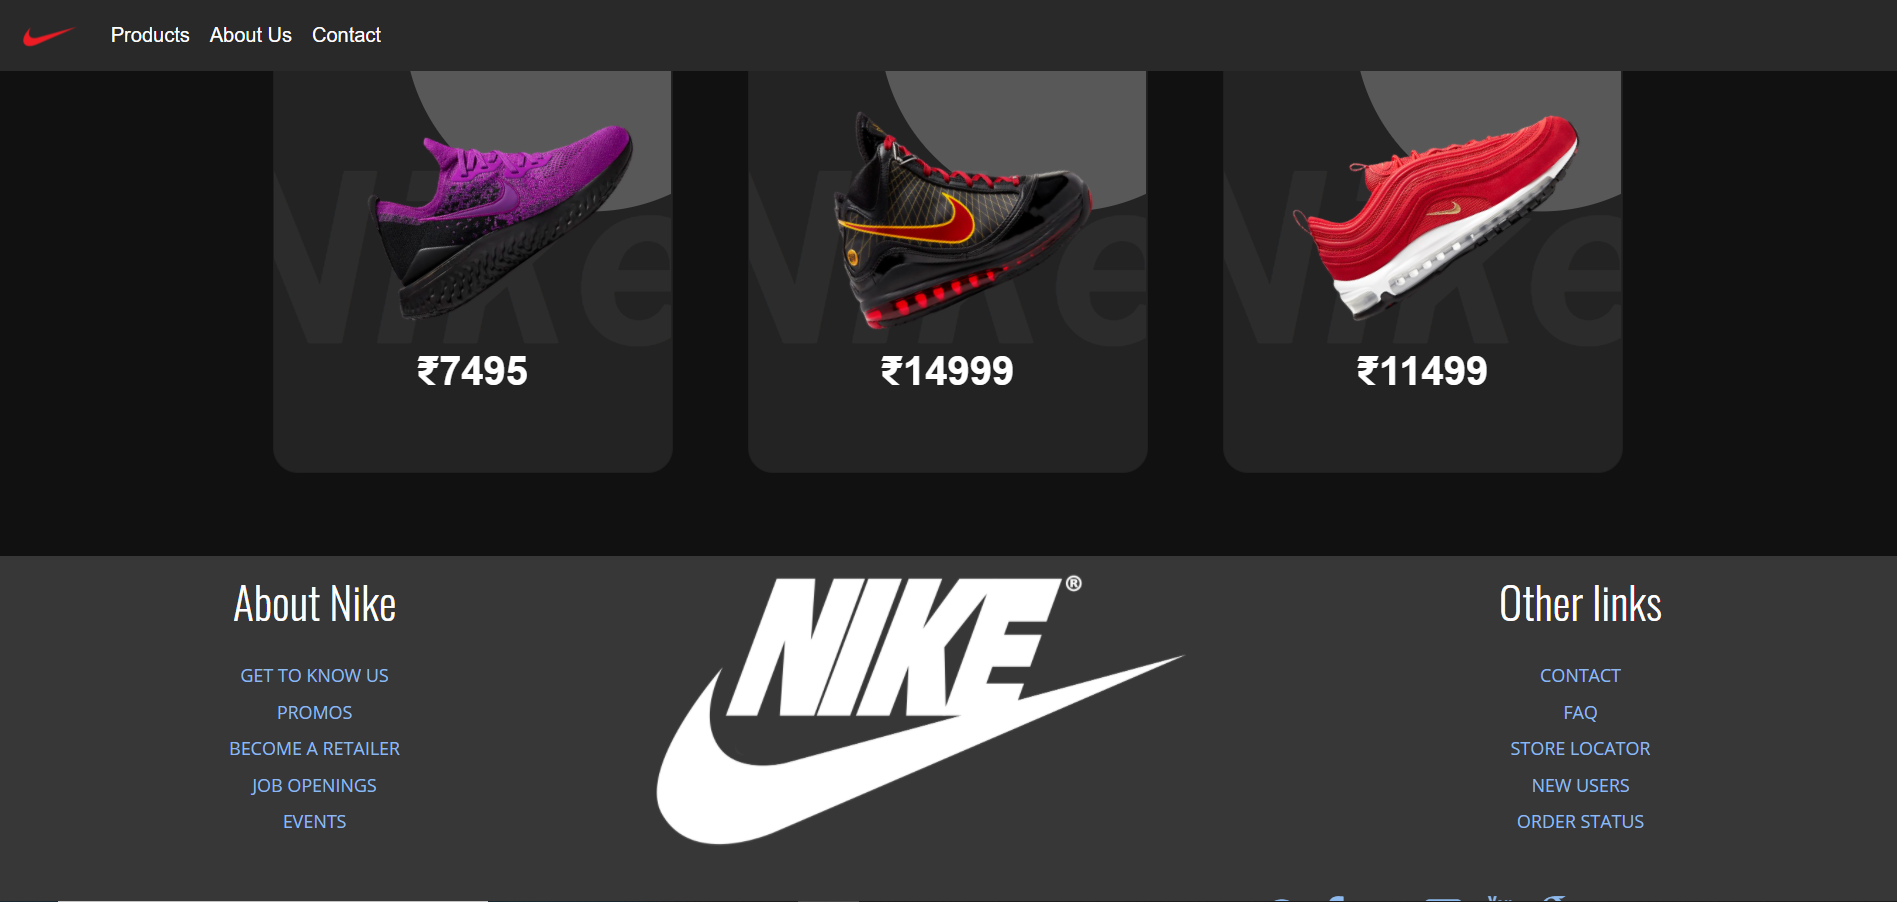 Products About Us Contact
Nike Nike Nike
₹7495 ₹14999 ₹11499
About Nike
GET TO KNOW US
PROMOS
BECOME A RETAILER
JOB OPENINGS
EVENTS
NIKE®
Other links
CONTACT
FAQ
STORE LOCATOR
NEW USERS
ORDER STATUS